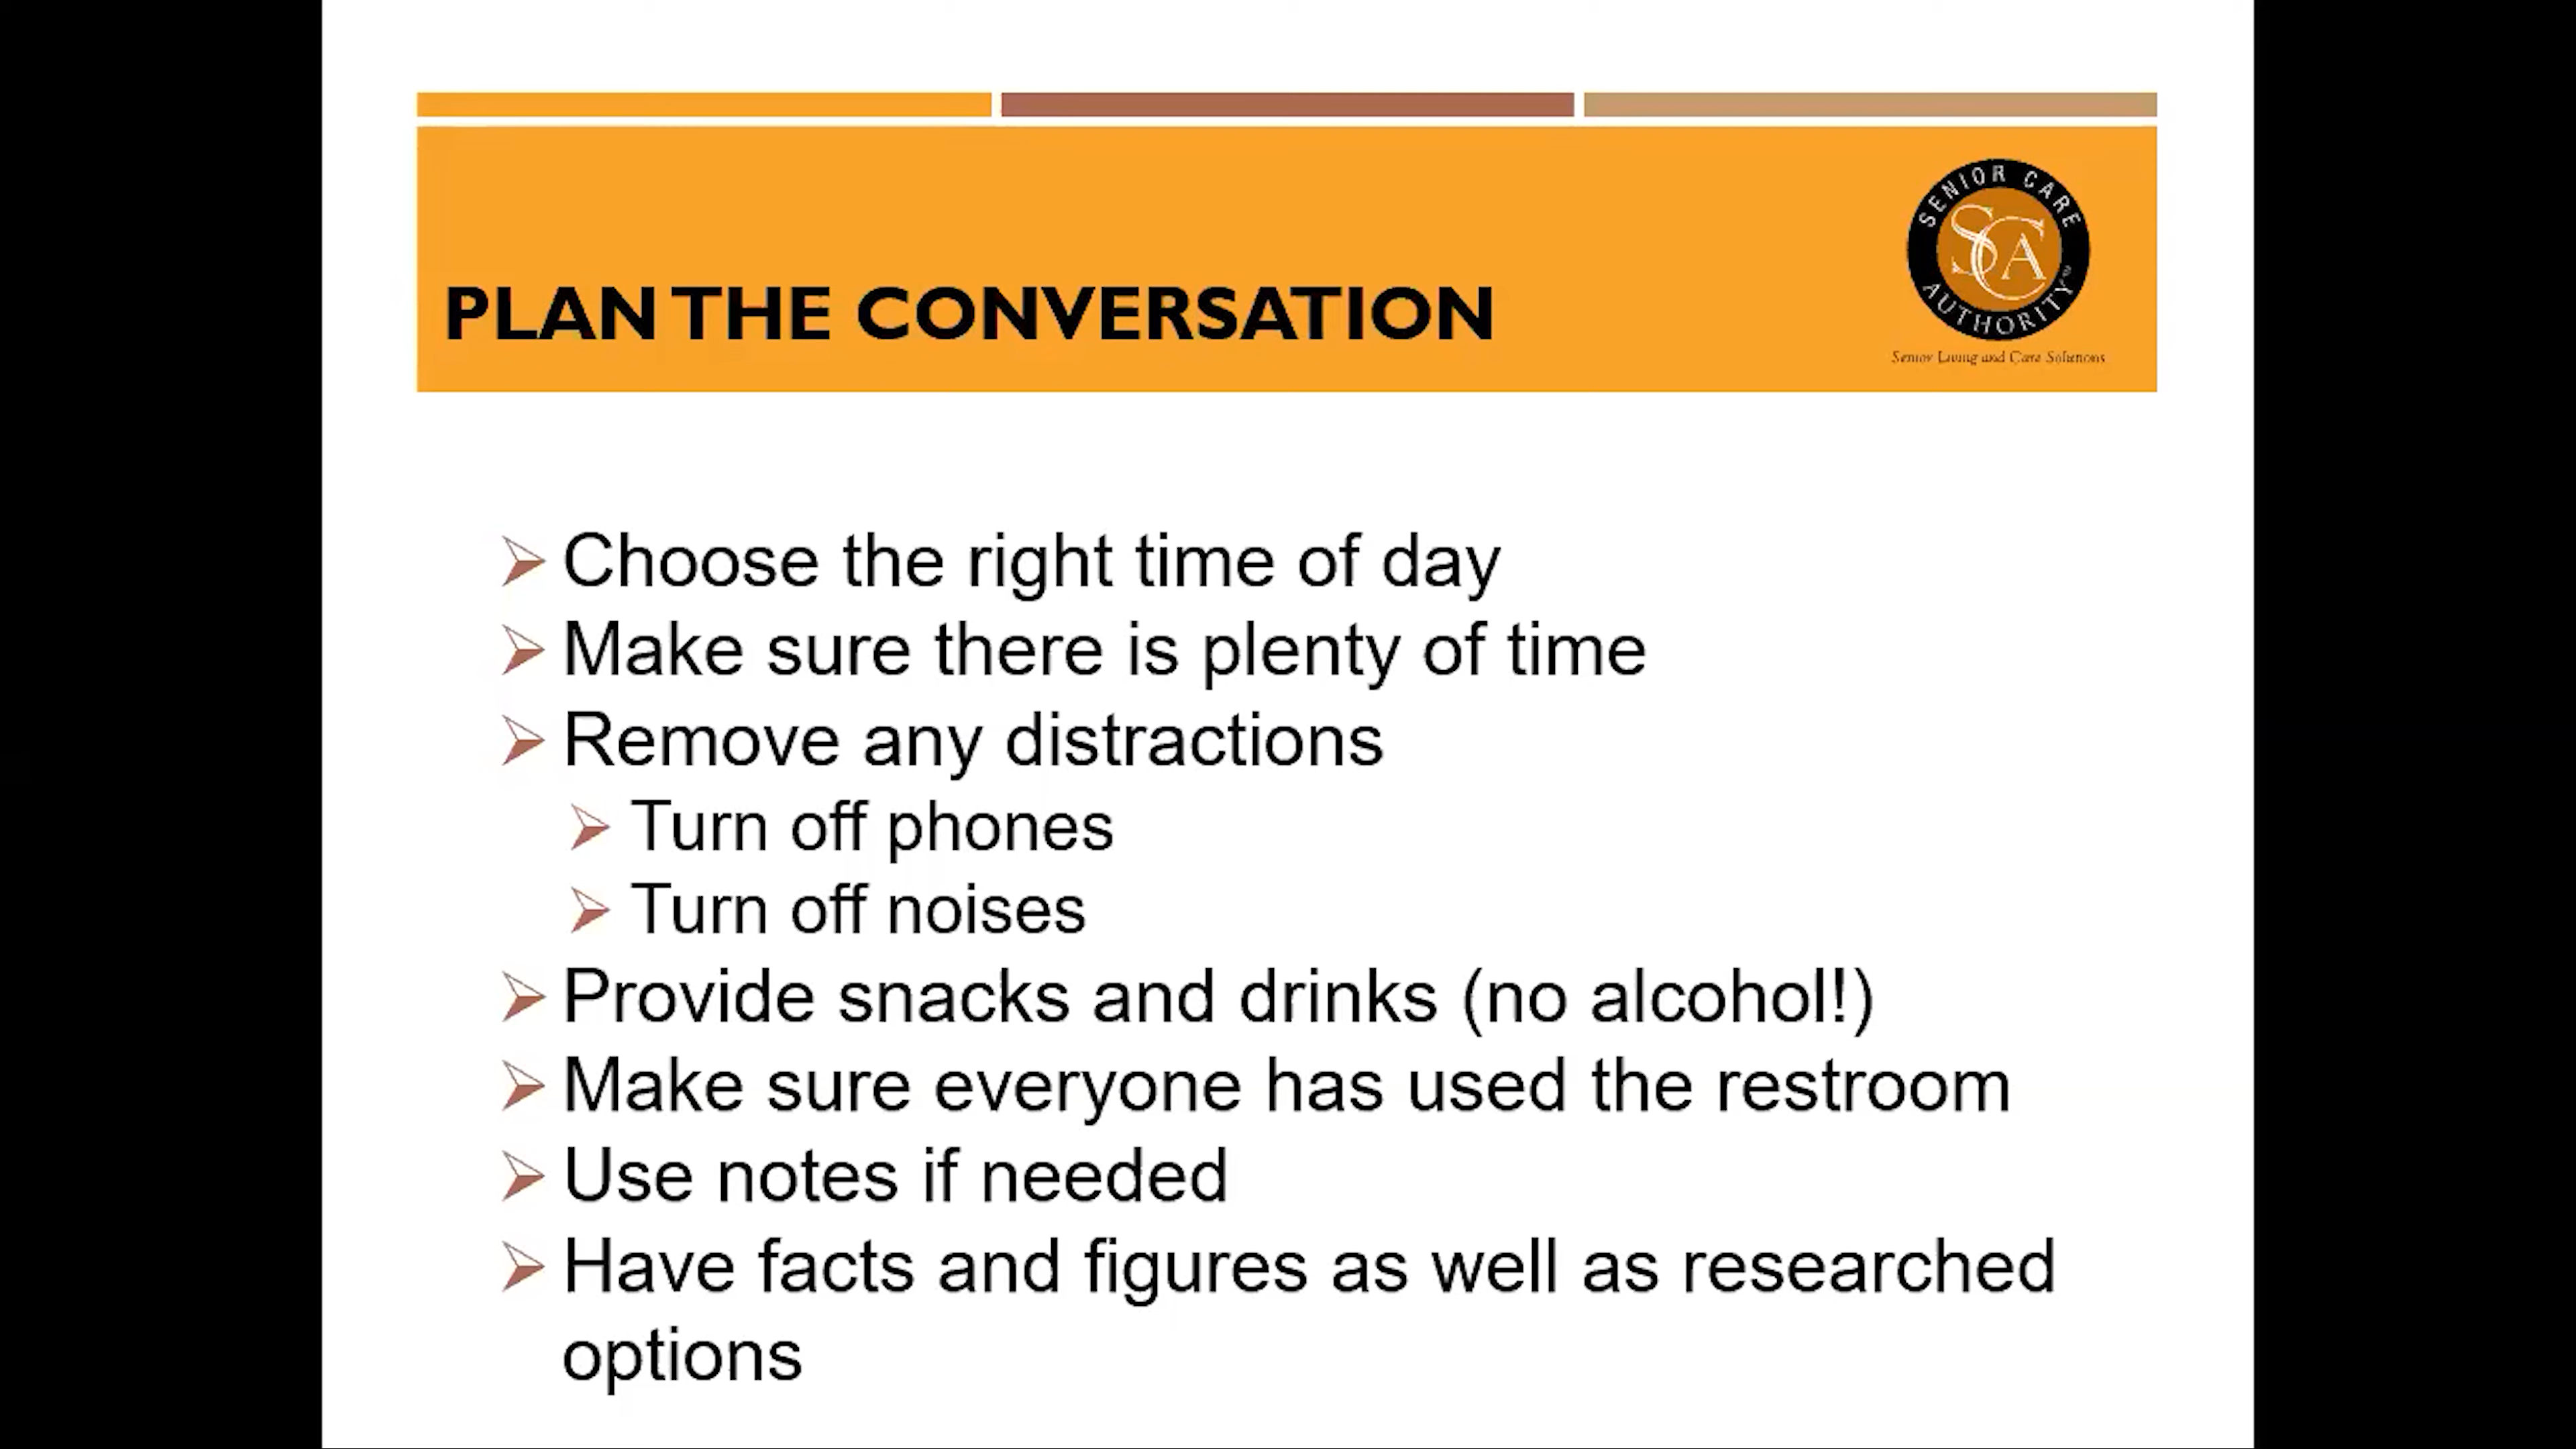 SENIOR CARE
SCA
AUTHORITY
Senior Living and Care Solutions
PLAN THE CONVERSATION
Choose the right time of day
Make sure there is plenty of time
Remove any distractions
Turn off phones
Turn off noises
Provide snacks and drinks (no alcohol!)
Make sure everyone has used the restroom
Use notes if needed
Have facts and figures as well as researched
options